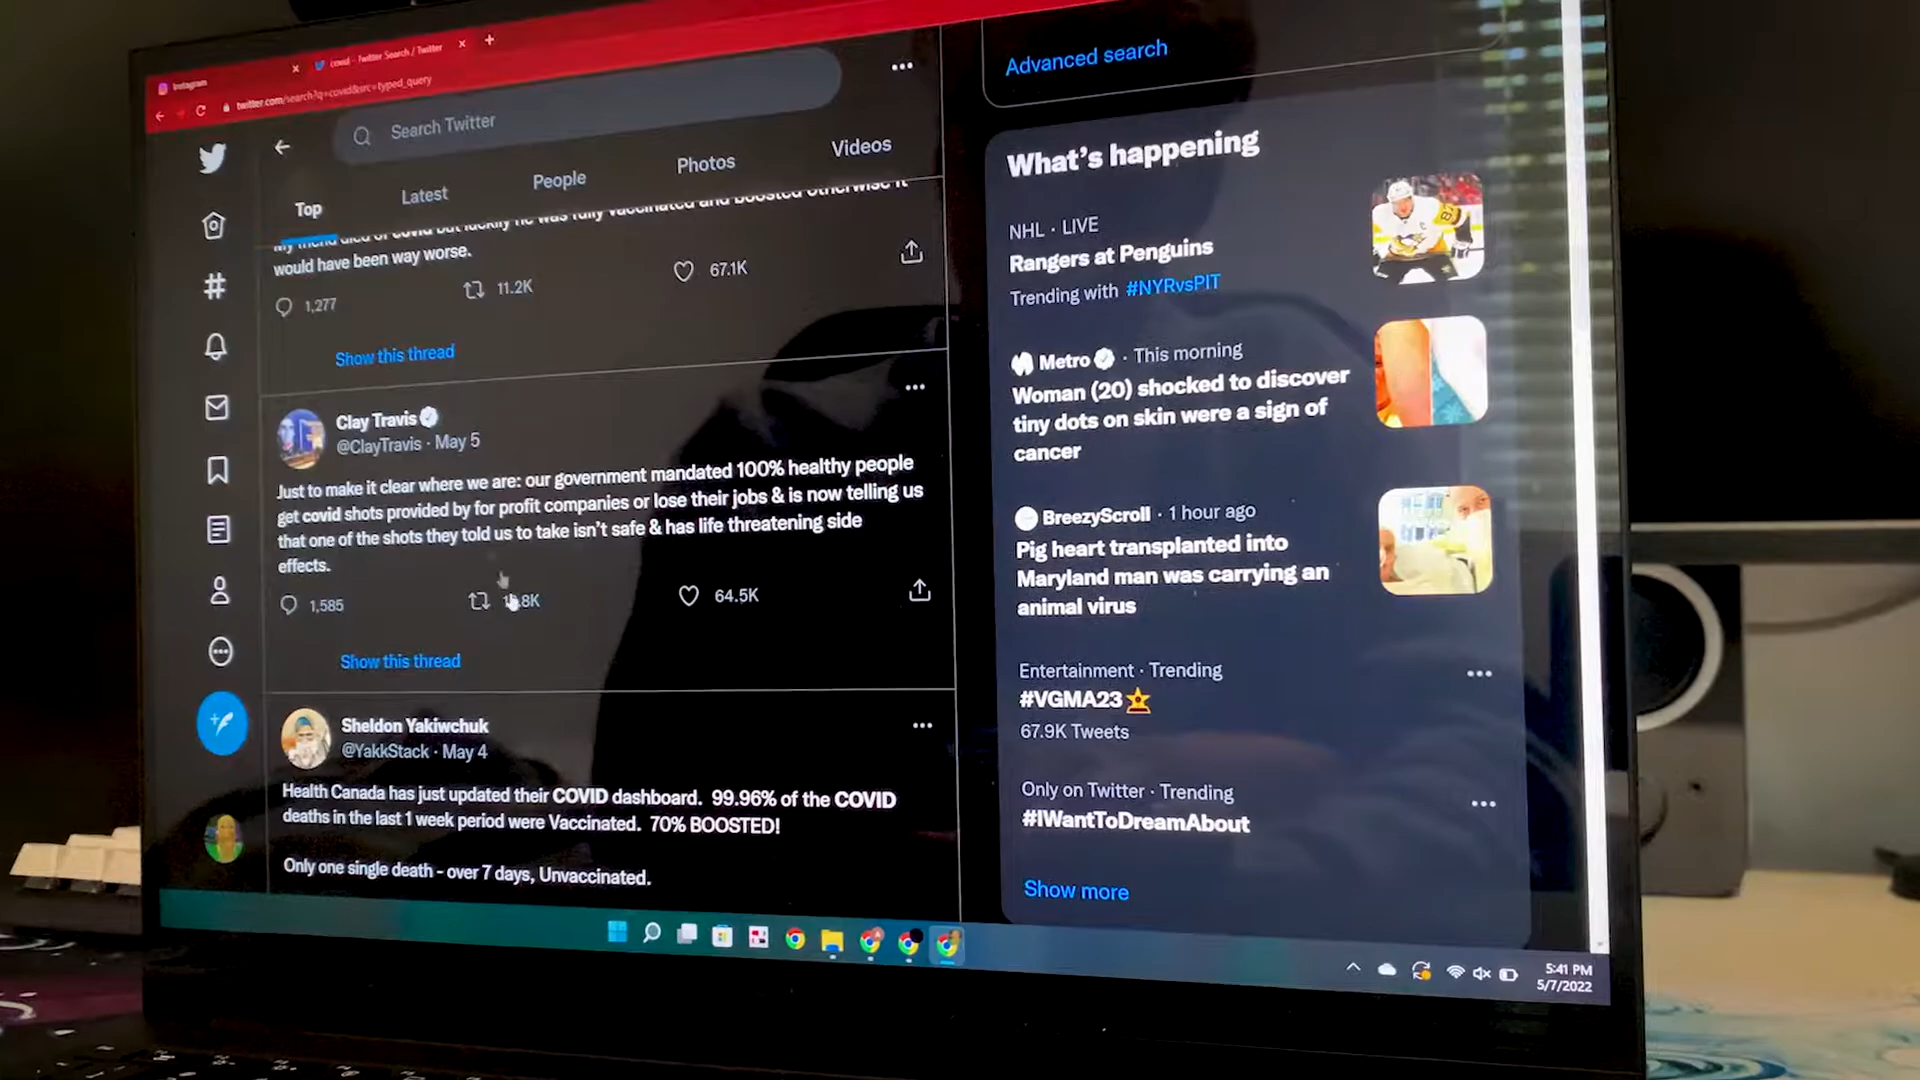 Instagram
covid - Twitter Search / Twitter
twitter.com/search?q=covid&src=typed_query
Search Twitter
Top
Latest
People
Photos
Videos
My friend died of covid but luckily he was fully vaccinated and boosted otherwise it
would have been way worse.
1,277
11.2K
67.1K
Show this thread
Clay Travis
@ClayTravis · May 5
Just to make it clear where we are: our government mandated 100% healthy people
get covid shots provided by for profit companies or lose their jobs & is now telling us
that one of the shots they told us to take isn't safe & has life threatening side
effects.
1,585
.8K
64.5K
Show this thread
Sheldon Yakiwchuk
@YakkStack · May 4
Health Canada has just updated their COVID dashboard. 99.96% of the COVID
deaths in the last 1 week period were Vaccinated. 70% BOOSTED!
Only one single death - over 7 days, Unvaccinated.
Advanced search
What's happening
NHL · LIVE
Rangers at Penguins
Trending with #NYRvsPIT
Metro · This morning
Woman (20) shocked to discover
tiny dots on skin were a sign of
cancer
BreezyScroll · 1 hour ago
Pig heart transplanted into
Maryland man was carrying an
animal virus
Entertainment · Trending
#VGMA23
67.9K Tweets
Only on Twitter · Trending
#IWantToDreamAbout
Show more
5:41 PM
5/7/2022